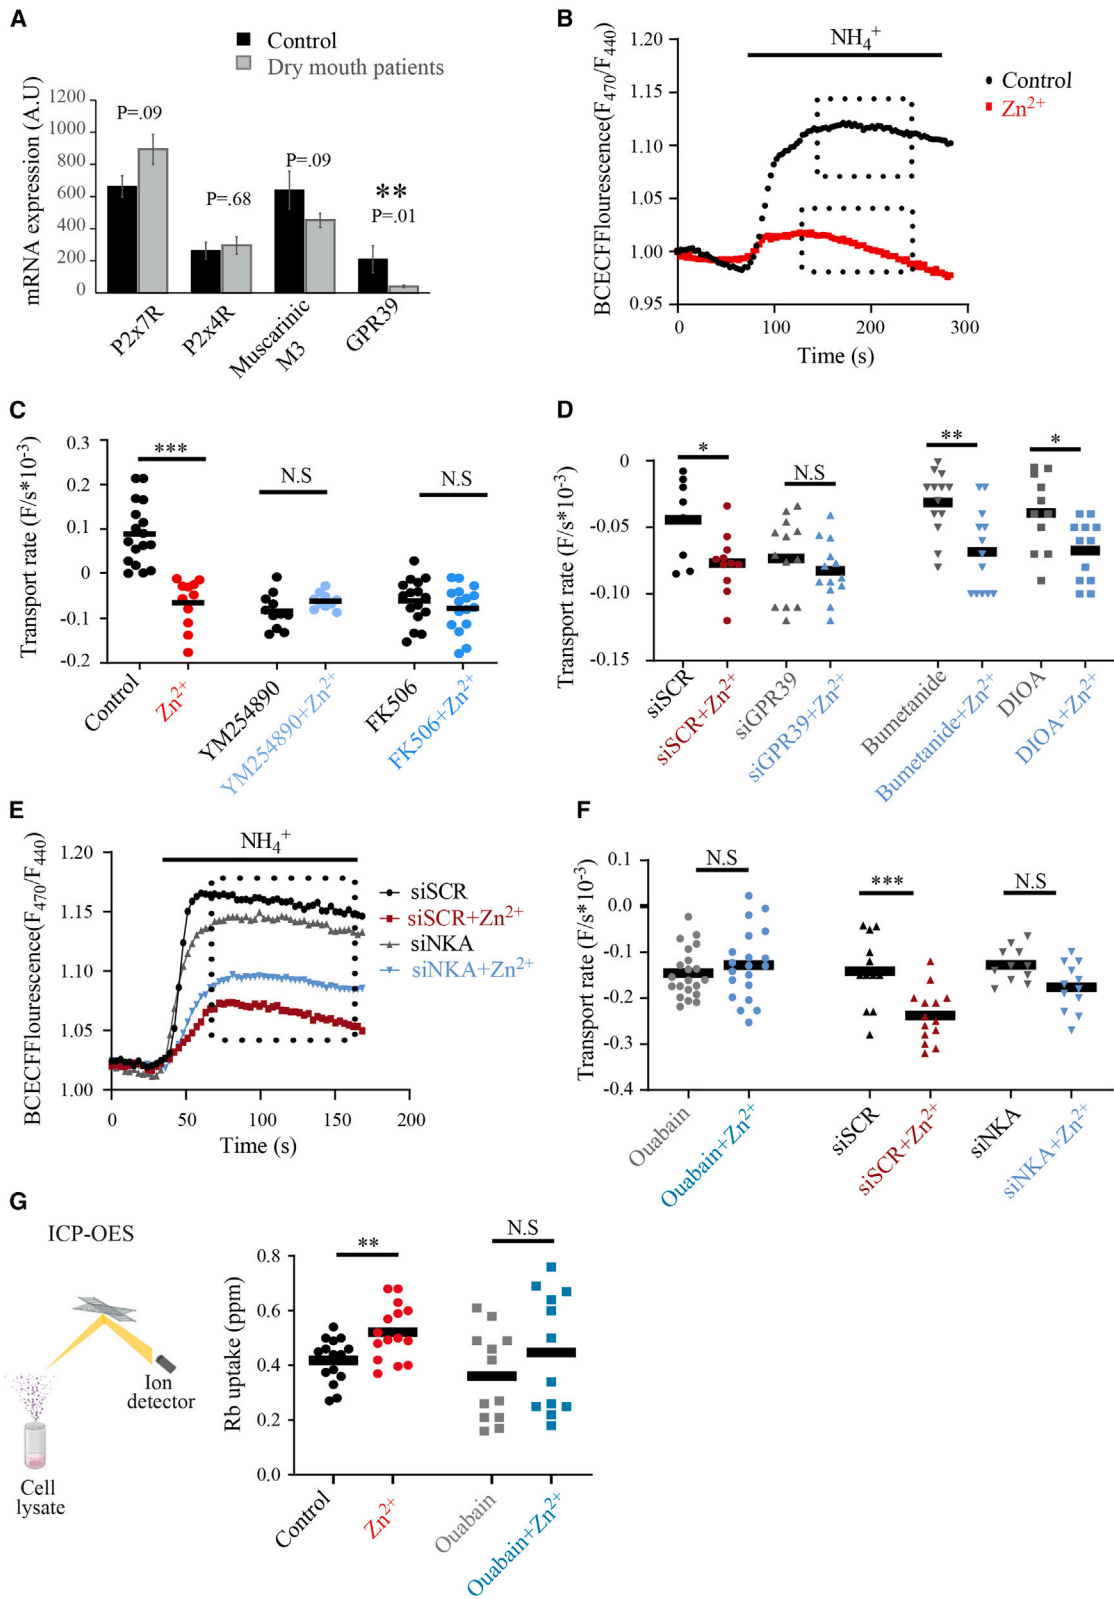 A
Control
Dry mouth patients
mRNA expression (A.U)
1200
1000
800
600
400
200
0
P=.09
P=.68
P=.09
**
P=.01
P2x7R
P2x4R
Muscarinic
M3
GPR39
B
NH4+
Control
Zn2+
BCECFFlourescence(F470/F440)
1.20
1.15
1.10
1.05
1.00
0.95
0
100
200
300
Time (s)
C
Transport rate (F/s*10-3)
0.3
0.2
0.1
0
-0.1
-0.2
***
N.S
N.S
Control
Zn2+
YM254890
YM254890+Zn2+
FK506
FK506+Zn2+
D
Transport rate (F/s*10-3)
0
-0.05
-0.10
-0.15
*
N.S
**
*
siSCR
siSCR+Zn2+
siGPR39
siGPR39+Zn2+
Bumetanide
Bumetanide+Zn2+
DIOA
DIOA+Zn2+
E
NH4+
BCECFFlourescence(F470/F440)
1.20
1.15
1.10
1.05
1.00
siSCR
siSCR+Zn2+
siNKA
siNKA+Zn2+
0
50
100
150
200
Time (s)
F
Transport rate (F/s*10-3)
0.1
0.0
-0.1
-0.2
-0.3
-0.4
N.S
***
N.S
Ouabain
Ouabain+Zn2+
siSCR
siSCR+Zn2+
siNKA
siNKA+Zn2+
G
ICP-OES
Ion
detector
Cell
lysate
Rb uptake (ppm)
0.8
0.6
0.4
0.2
0.0
**
N.S
Control
Zn2+
Ouabain
Ouabain+Zn2+